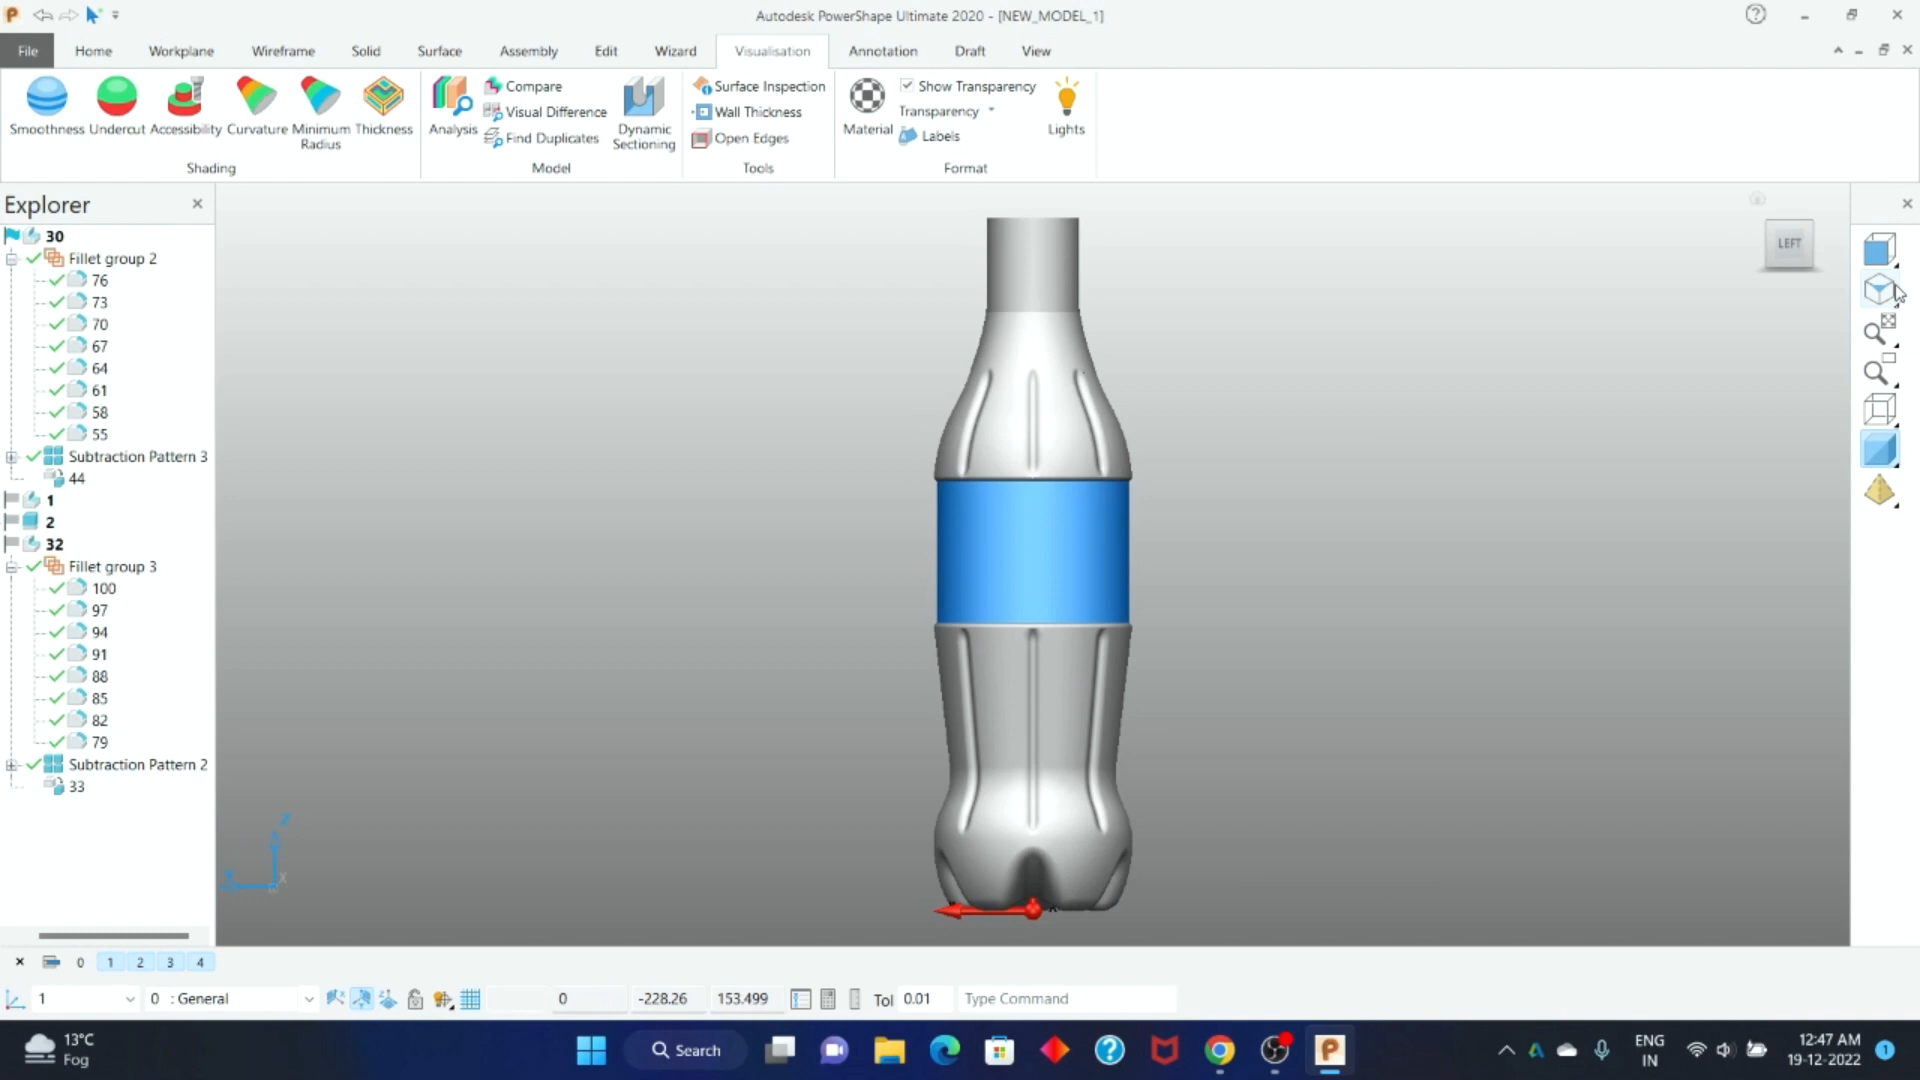 Autodesk PowerShape Ultimate 2020 - [NEW_MODEL_1]
File Home Workplane Wireframe Solid Surface Assembly Edit Wizard Visualisation Annotation Draft View
Smoothness Undercut Accessibility Curvature Minimum Radius Thickness
Shading
Analysis
Compare
Visual Difference
Find Duplicates
Dynamic Sectioning
Model
Surface Inspection
Wall Thickness
Open Edges
Tools
Material
Show Transparency
Transparency
Labels
Lights
Format
Explorer
30
Fillet group 2
76
73
70
67
64
61
58
55
Subtraction Pattern 3
44
1
2
32
Fillet group 3
100
97
94
91
88
85
82
79
Subtraction Pattern 2
33
LEFT
Z
X
0 1 2 3 4
1 0 : General 0 -228.26 153.499 Tol 0.01 Type Command
13°C
Fog
Search
ENG
IN
12:47 AM
19-12-2022
1